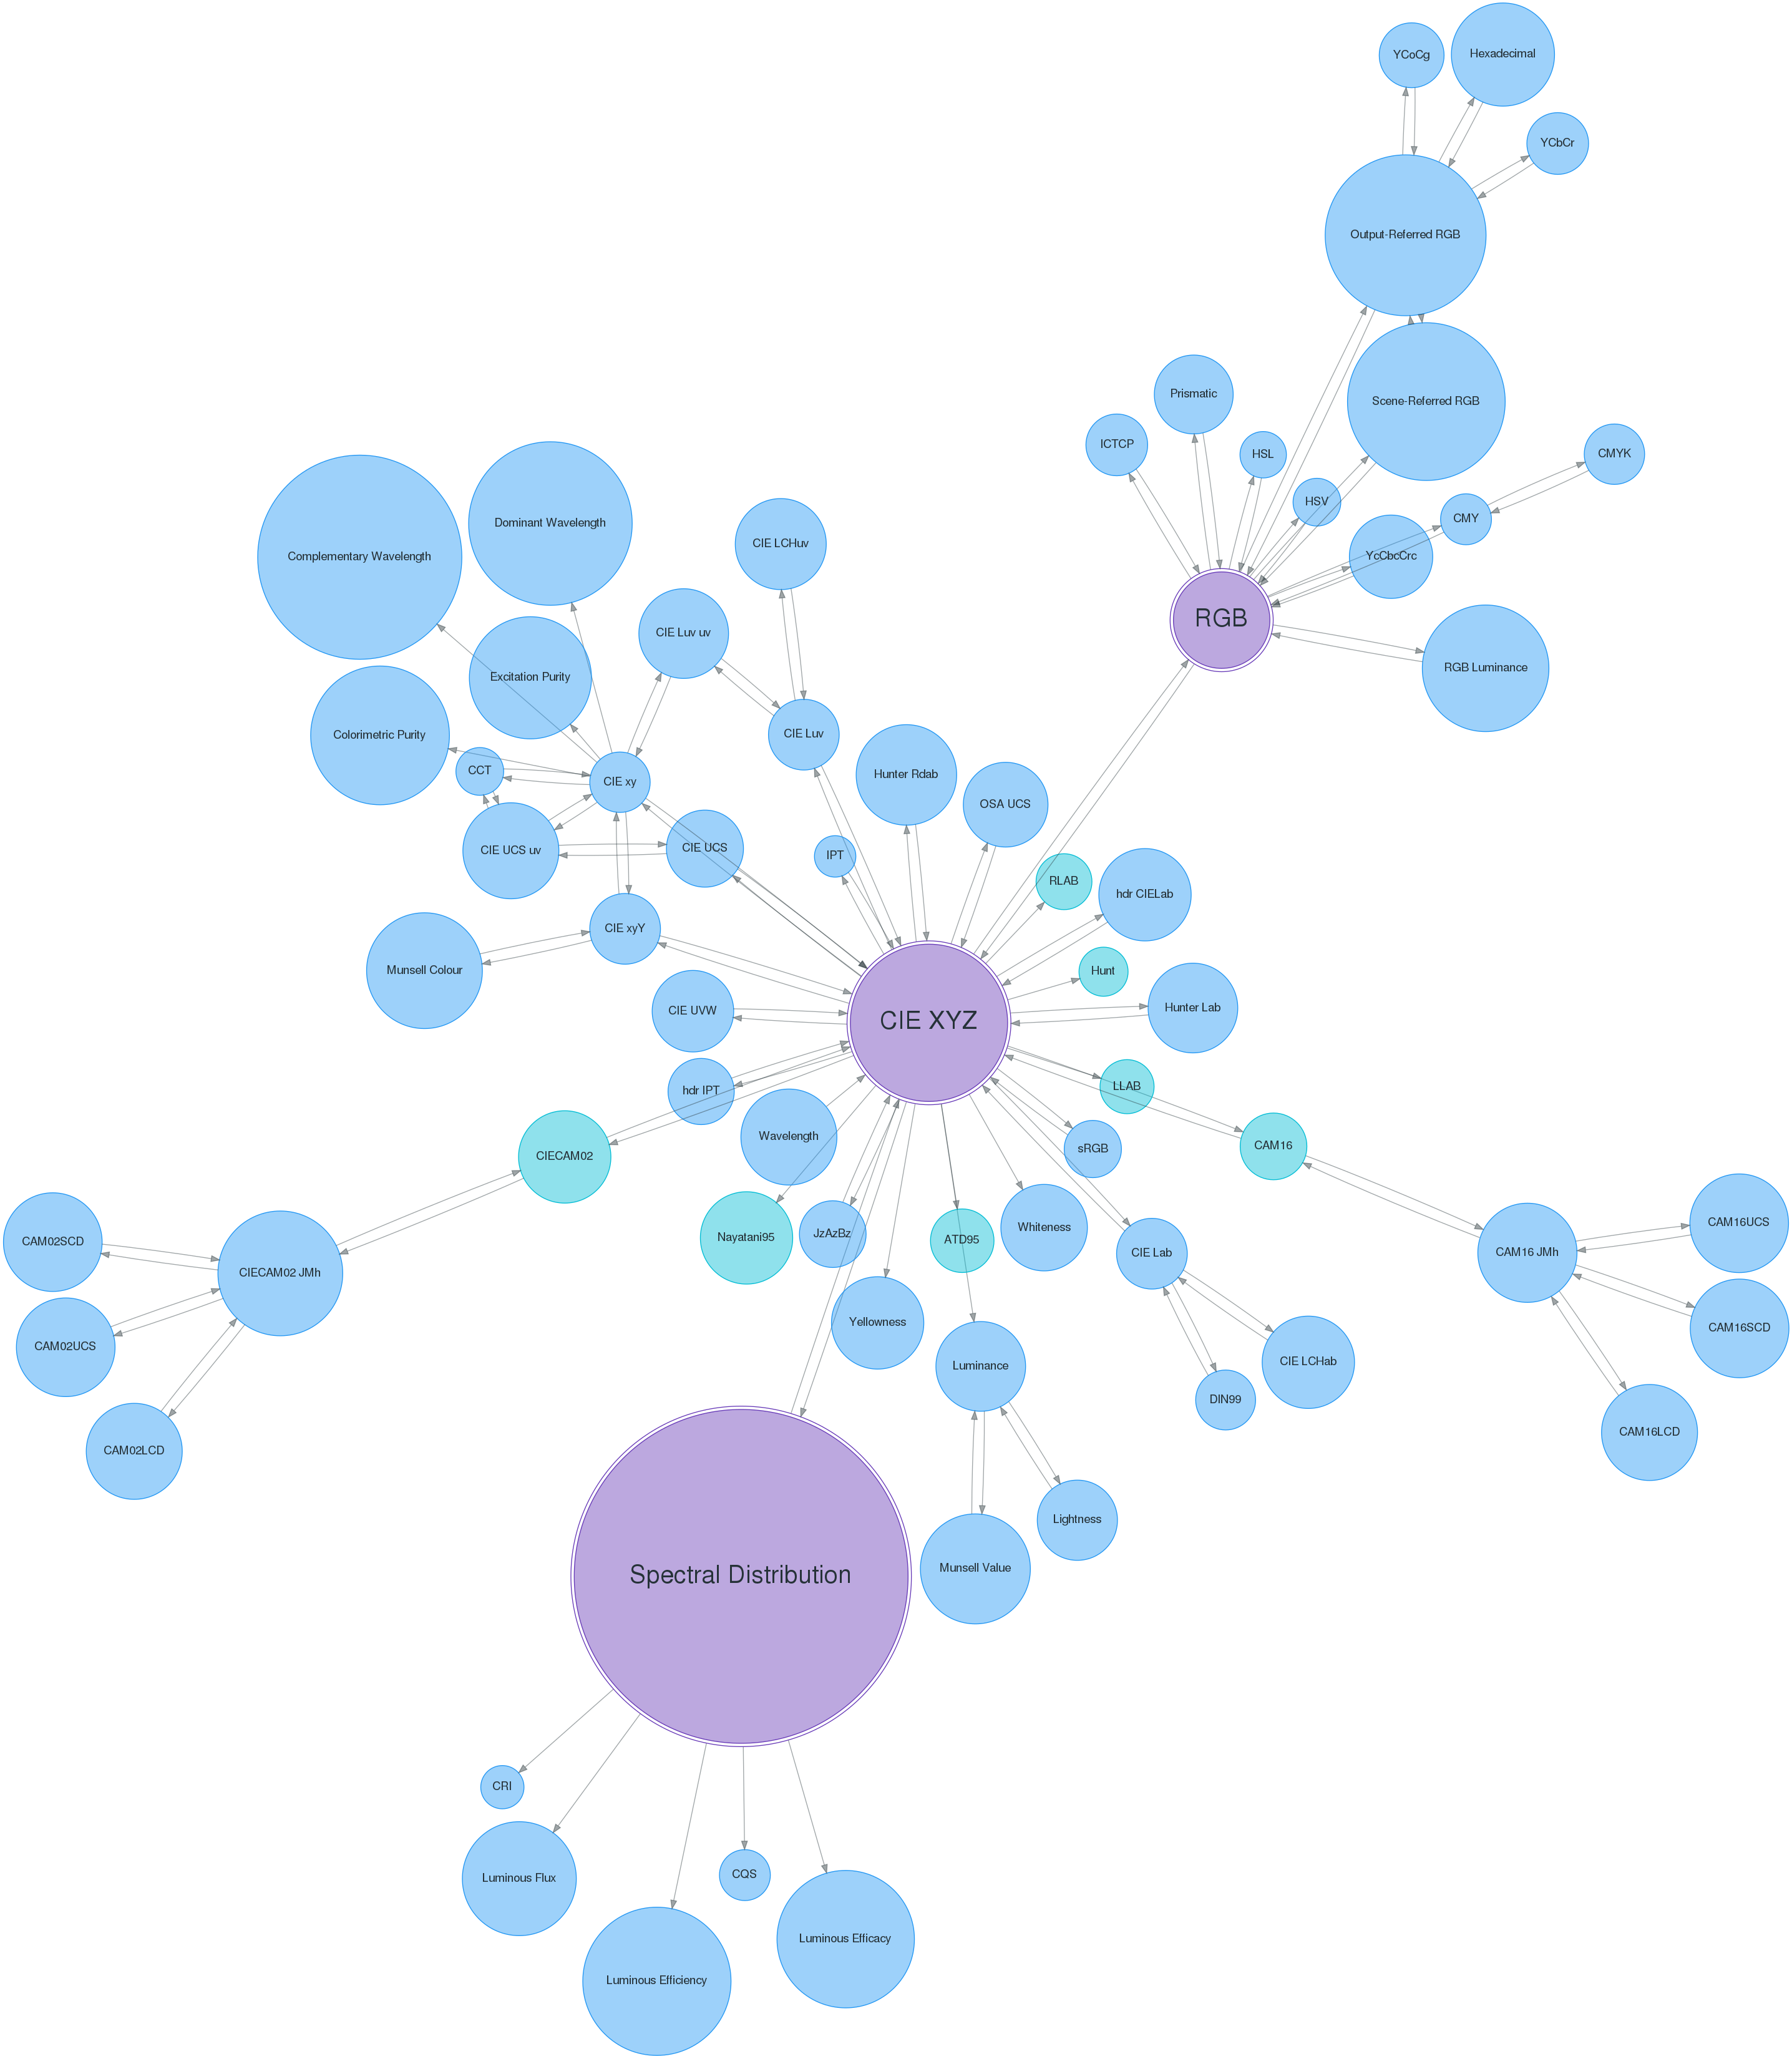 YCoCg
Hexadecimal
YCbCr
Output-Referred RGB
Prismatic
Scene-Referred RGB
ICTCP
HSL
CMYK
HSV
CMY
Dominant Wavelength
CIE LCHuv
Complementary Wavelength
YcCbcCrc
RGB
CIE Luv uv
RGB Luminance
Excitation Purity
Colorimetric Purity
CIE Luv
CCT
CIE xy
Hunter Rdab
OSA UCS
CIE UCS uv
CIE UCS
IPT
RLAB
hdr CIELab
CIE xyY
Munsell Colour
Hunt
CIE UVW
CIE XYZ
Hunter Lab
hdr IPT
LLAB
Wavelength
CIECAM02
sRGB
CAM16
CAM02SCD
Nayatani95
JzAzBz
ATD95
Whiteness
CIE Lab
CAM16UCS
CIECAM02 JMh
CAM16 JMh
CAM02UCS
Yellowness
CAM16SCD
Luminance
CIE LCHab
DIN99
CAM02LCD
CAM16LCD
Lightness
Munsell Value
Spectral Distribution
CRI
Luminous Flux
CQS
Luminous Efficacy
Luminous Efficiency